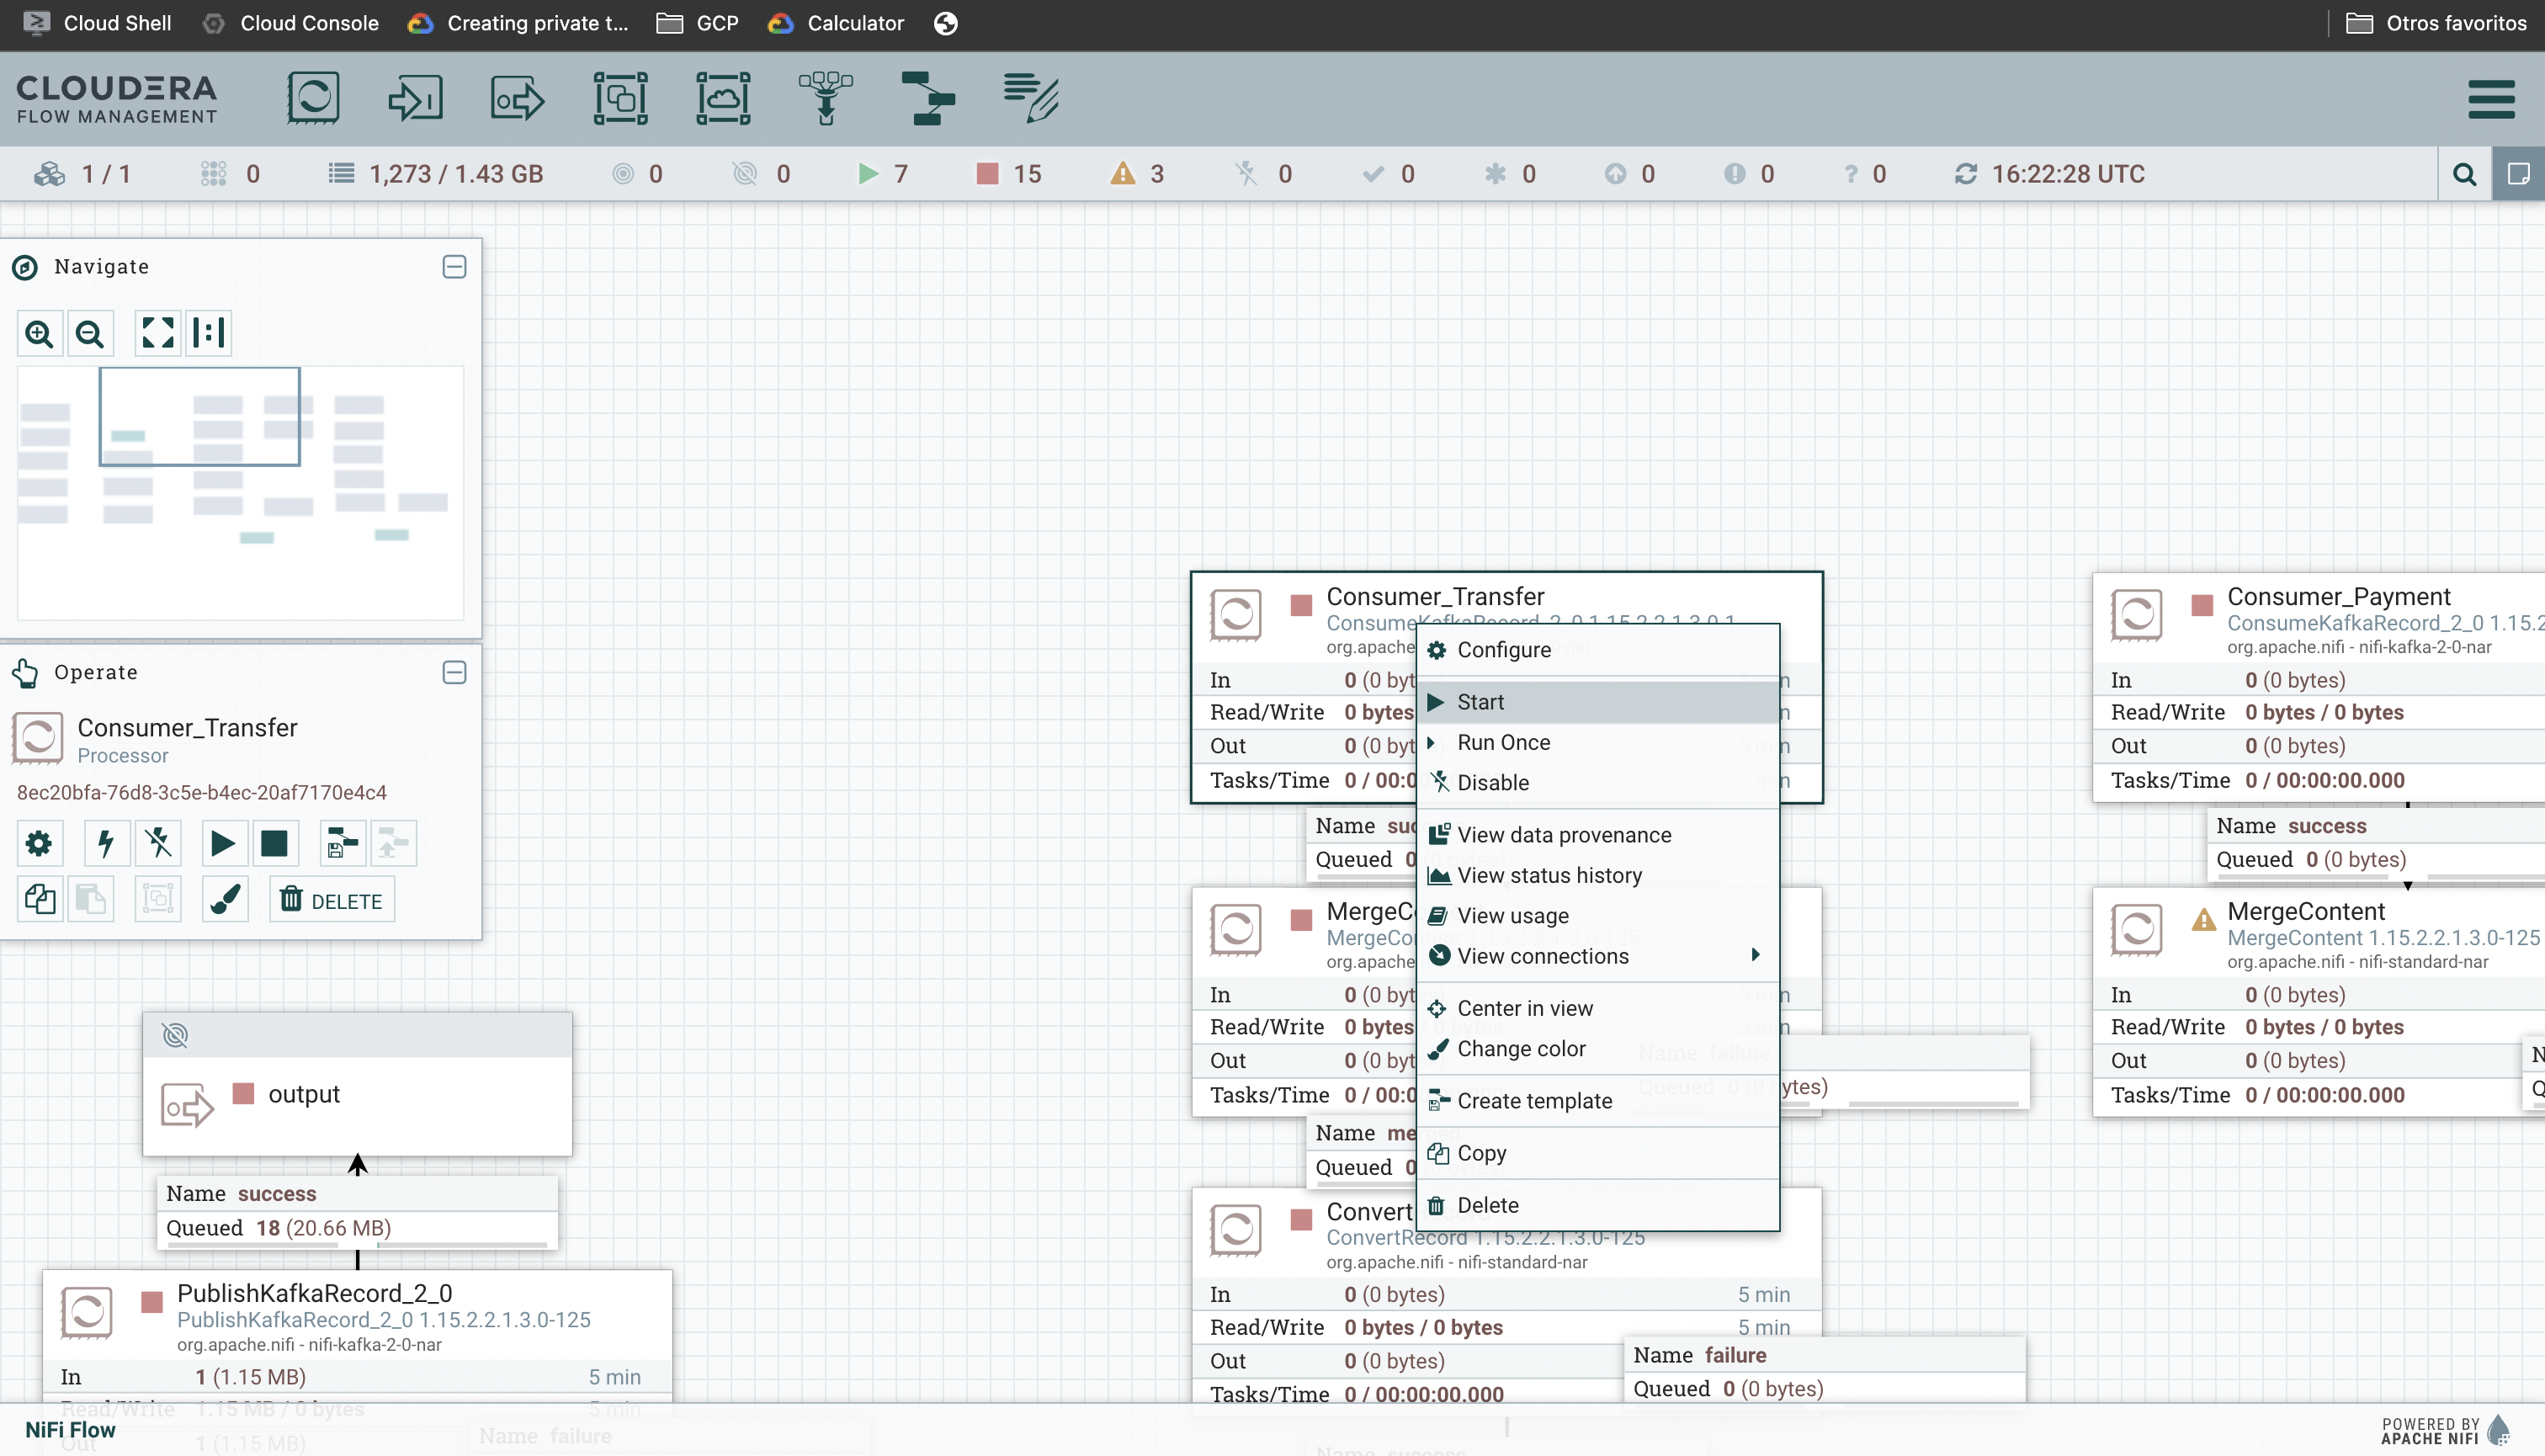 Cloud Shell Cloud Console Creating private t... GCP Calculator Otros favoritos
CLOUDERA
FLOW MANAGEMENT
1 / 1 0 1,273 / 1.43 GB 0 0 7 15 3 0 0 0 0 0 0 16:22:28 UTC
Navigate
Operate
Consumer_Transfer
Processor
8ec20bfa-76d8-3c5e-b4ec-20af7170e4c4
DELETE
output
Name success
Queued 18 (20.66 MB)
PublishKafkaRecord_2_0
PublishKafkaRecord_2_0 1.15.2.2.1.3.0-125
org.apache.nifi - nifi-kafka-2-0-nar
In 1 (1.15 MB) 5 min
Read/Write 1.15 MB / 0 bytes 5 min
Out 1 (1.15 MB)
Name failure
Consumer_Transfer
ConsumeKafkaRecord_2_0 1.15.2.2.1.3.0-1
org.apache
In 0 (0 byt
Read/Write 0 bytes
Out 0 (0 byt 5 min
Tasks/Time 0 / 00:0 5 min
Name suc
Queued 0
MergeC
MergeCo
org.apache
In 0 (0 byt 5 min
Read/Write 0 bytes / 0 bytes 5 min
Out 0 (0 byt
Tasks/Time 0 / 00:0
Name failure
Queued 0 (0 bytes)
Name me
Queued 0
Convert
ConvertRecord 1.15.2.2.1.3.0-125
org.apache.nifi - nifi-standard-nar
In 0 (0 bytes) 5 min
Read/Write 0 bytes / 0 bytes 5 min
Out 0 (0 bytes)
Tasks/Time 0 / 00:00:00.000
Name failure
Queued 0 (0 bytes)
Configure
Start
Run Once
Disable
View data provenance
View status history
View usage
View connections
Center in view
Change color
Create template
Copy
Delete
Consumer_Payment
ConsumeKafkaRecord_2_0 1.15.2
org.apache.nifi - nifi-kafka-2-0-nar
In 0 (0 bytes)
Read/Write 0 bytes / 0 bytes
Out 0 (0 bytes)
Tasks/Time 0 / 00:00:00.000
Name success
Queued 0 (0 bytes)
MergeContent
MergeContent 1.15.2.2.1.3.0-125
org.apache.nifi - nifi-standard-nar
In 0 (0 bytes)
Read/Write 0 bytes / 0 bytes
Out 0 (0 bytes)
Tasks/Time 0 / 00:00:00.000
N
Q
NiFi Flow
POWERED BY
APACHE NIFI